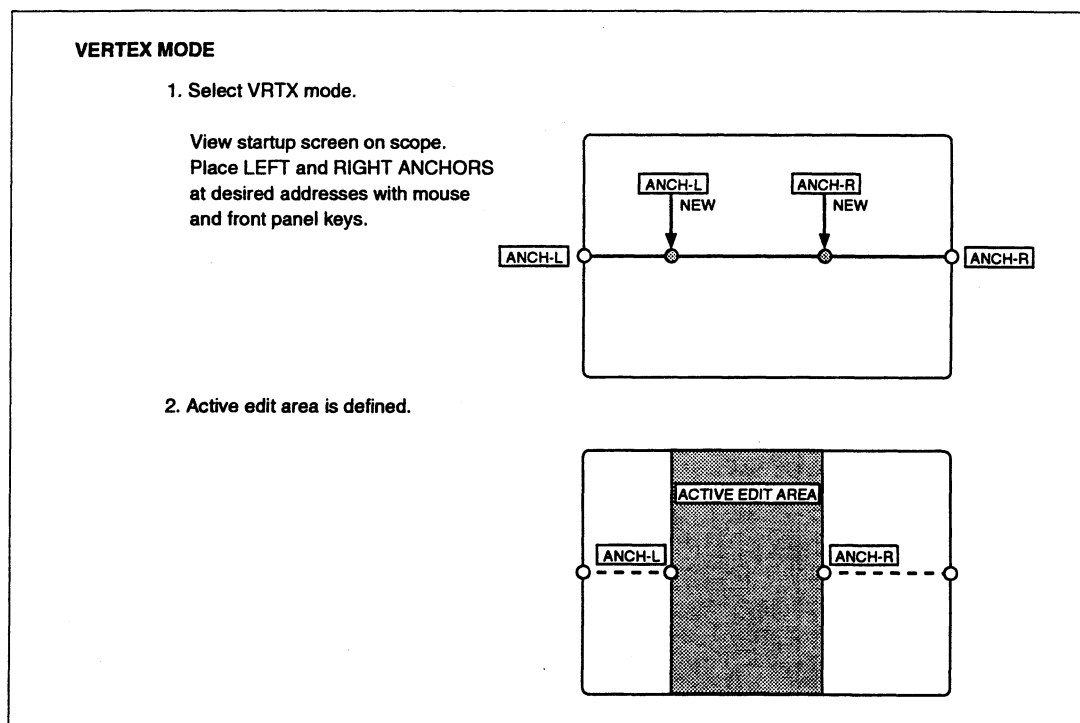 VERTEX MODE
1. Select VRTX mode.
View startup screen on scope.
Place LEFT and RIGHT ANCHORS
at desired addresses with mouse
and front panel keys.
ANCH-L
NEW
ANCH-R
NEW
ANCH-L
ANCH-R
2. Active edit area is defined.
ACTIVE EDIT AREA
ANCH-L
ANCH-R